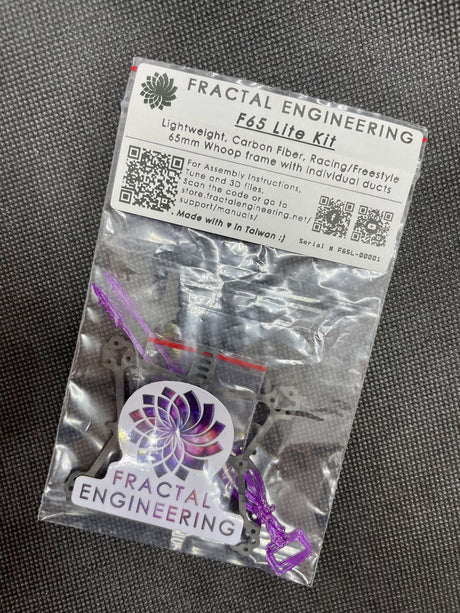 FRACTAL ENGINEERING
F65 Lite Kit
Lightweight, Carbon Fiber, Racing/Freestyle
65mm Whoop frame with individual ducts
For Assembly Instructions,
Tune and 3D files,
Scan the code or go to
store.fractalengineering.net/
support/manuals/
Made with ♥ in Taiwan :)
Serial # F65L-00001
FRACTAL
ENGINEERING